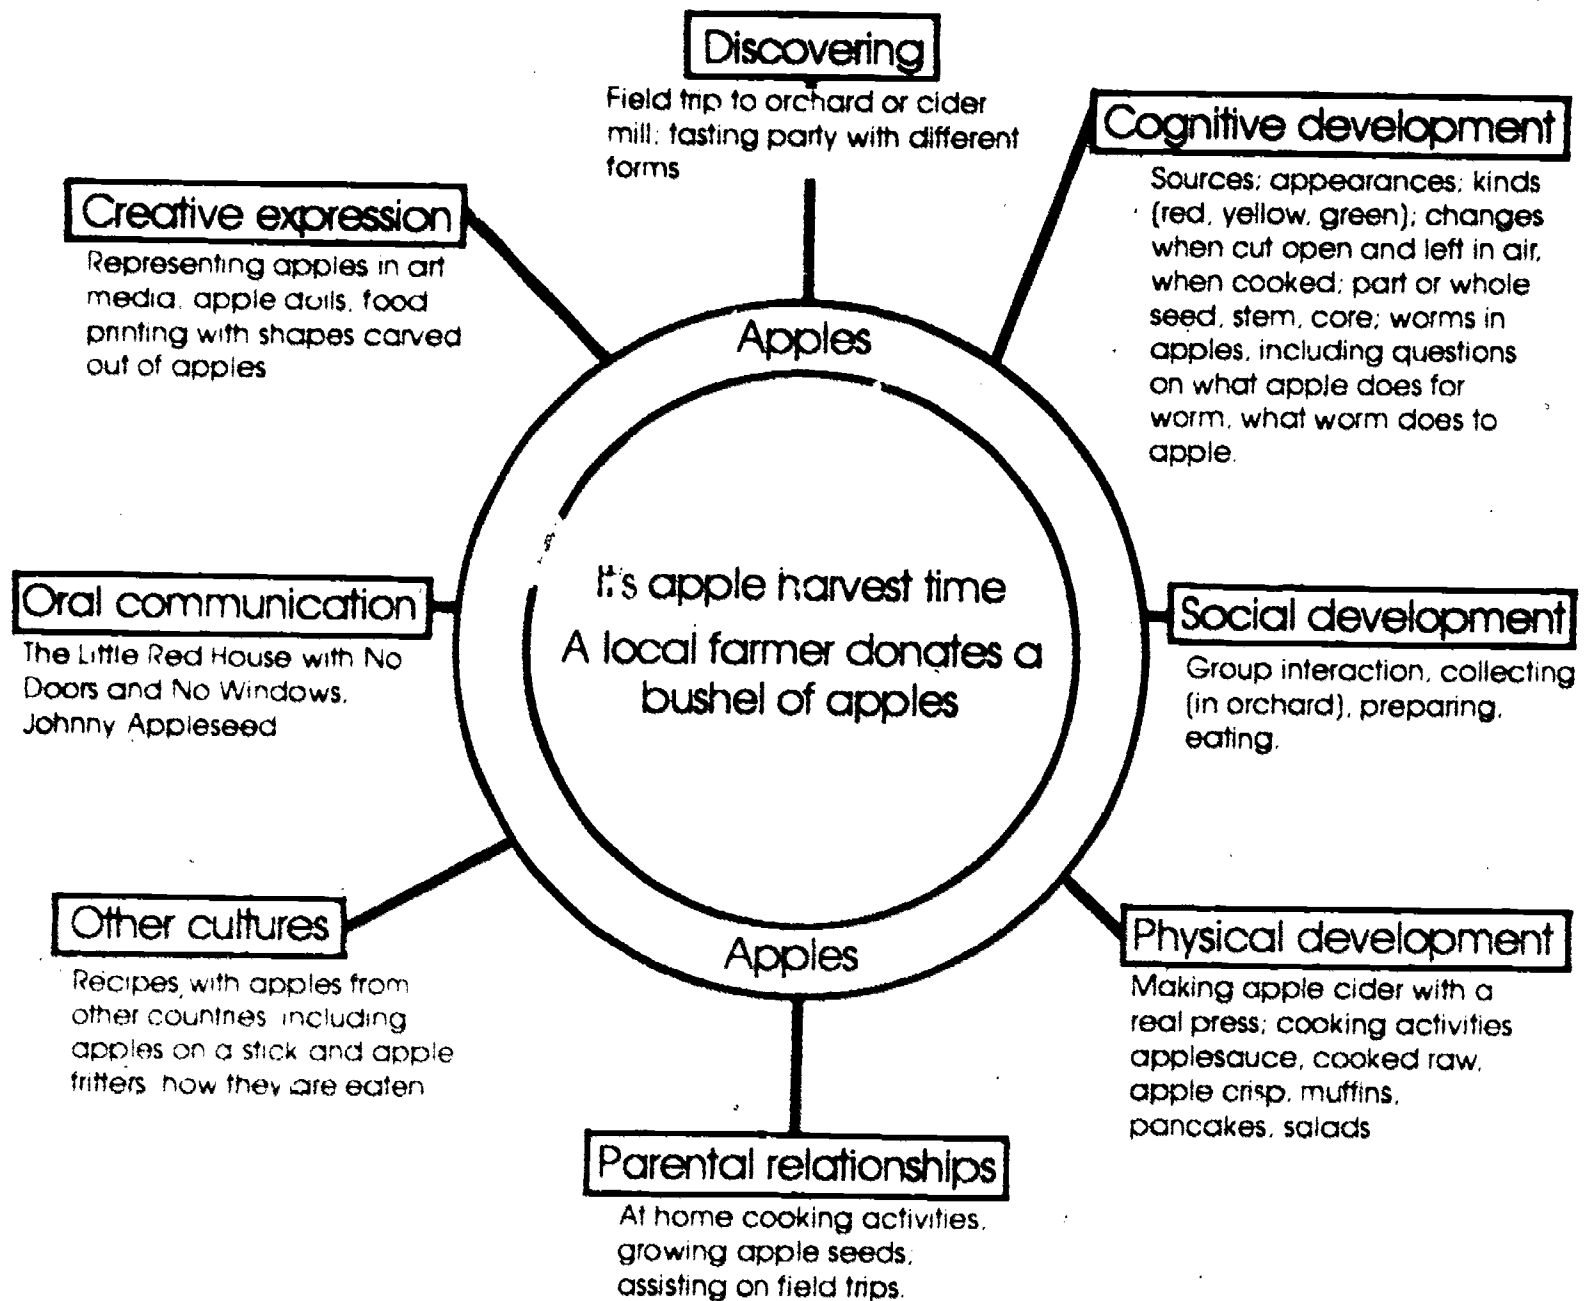 Discovering
Field trip to orchard or cider
mill; tasting party with different
forms
Cognitive development
Sources; appearances; kinds
(red, yellow, green); changes
when cut open and left in air,
when cooked; part or whole
seed, stem, core; worms in
apples, including questions
on what apple does for
worm, what worm does to
apple.
Creative expression
Representing apples in art
media, apple dolls, food
printing with shapes carved
out of apples
Apples
It's apple harvest time
A local farmer donates a
bushel of apples
Apples
Oral communication
The Little Red House with No
Doors and No Windows,
Johnny Appleseed
Social development
Group interaction, collecting
(in orchard), preparing,
eating.
Other cultures
Recipes with apples from
other countries including
apples on a stick and apple
fritters how they are eaten
Physical development
Making apple cider with a
real press; cooking activities
applesauce, cooked raw,
apple crisp, muffins,
pancakes, salads
Parental relationships
At home cooking activities,
growing apple seeds,
assisting on field trips.